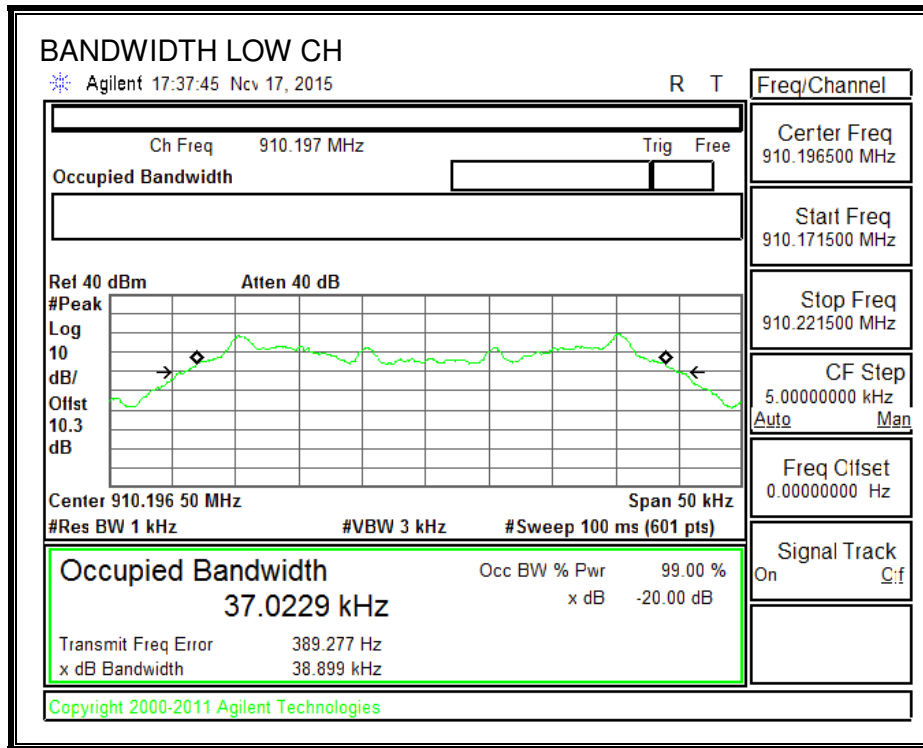 BANDWIDTH LOW CH
Agilent 17:37:45 Nov 17, 2015 R T
Freq/Channel
Ch Freq 910.197 MHz Trig Free
Occupied Bandwidth
Center Freq
910.196500 MHz
Start Freq
910.171500 MHz
Stop Freq
910.221500 MHz
CF Step
5.00000000 kHz
Auto Man
Freq Offset
0.00000000 Hz
Signal Track
On Off
Ref 40 dBm Atten 40 dB
#Peak
Log
10
dB/
Offst
10.3
dB
Center 910.196 50 MHz Span 50 kHz
#Res BW 1 kHz #VBW 3 kHz #Sweep 100 ms (601 pts)
Occupied Bandwidth
37.0229 kHz
Occ BW % Pwr 99.00 %
x dB -20.00 dB
Transmit Freq Error 389.277 Hz
x dB Bandwidth 38.899 kHz
Copyright 2000-2011 Agilent Technologies